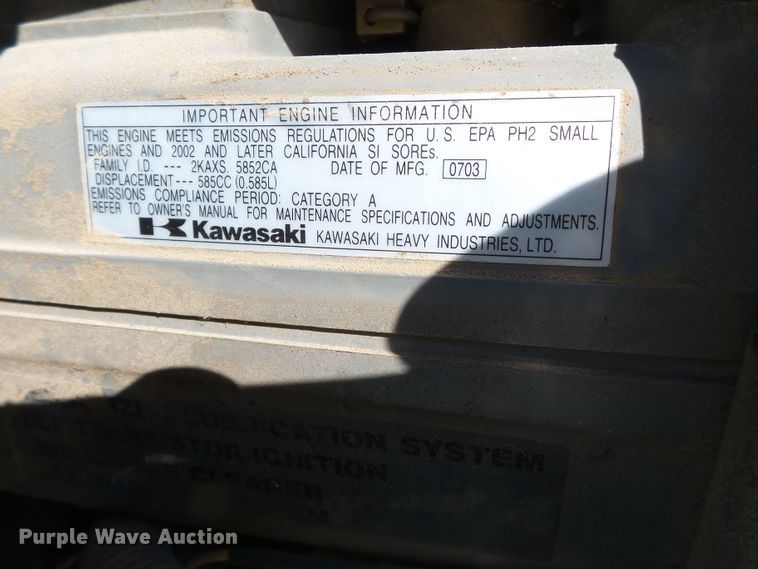 IMPORTANT ENGINE INFORMATION
THIS ENGINE MEETS EMISSIONS REGULATIONS FOR U.S. EPA PH2 SMALL
ENGINES AND 2002 AND LATER CALIFORNIA SI SOREs.
FAMILY I.D. --- 2KAXS. 5852CA DATE OF MFG. 0703
DISPLACEMENT --- 585CC (0.585L)
EMISSIONS COMPLIANCE PERIOD: CATEGORY A
REFER TO OWNER'S MANUAL FOR MAINTENANCE SPECIFICATIONS AND ADJUSTMENTS.
Kawasaki KAWASAKI HEAVY INDUSTRIES, LTD.
LUBRICATION SYSTEM
IGNITION
CLEANER
Purple Wave Auction